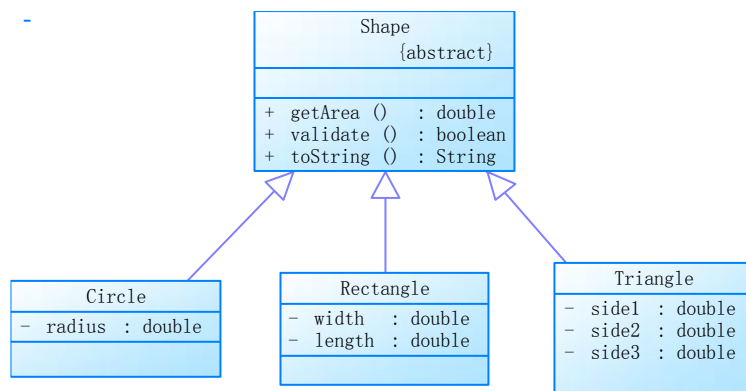 Shape
{abstract}
+ getArea () : double
+ validate () : boolean
+ toString () : String
Circle
- radius : double
Rectangle
- width : double
- length : double
Triangle
- side1 : double
- side2 : double
- side3 : double